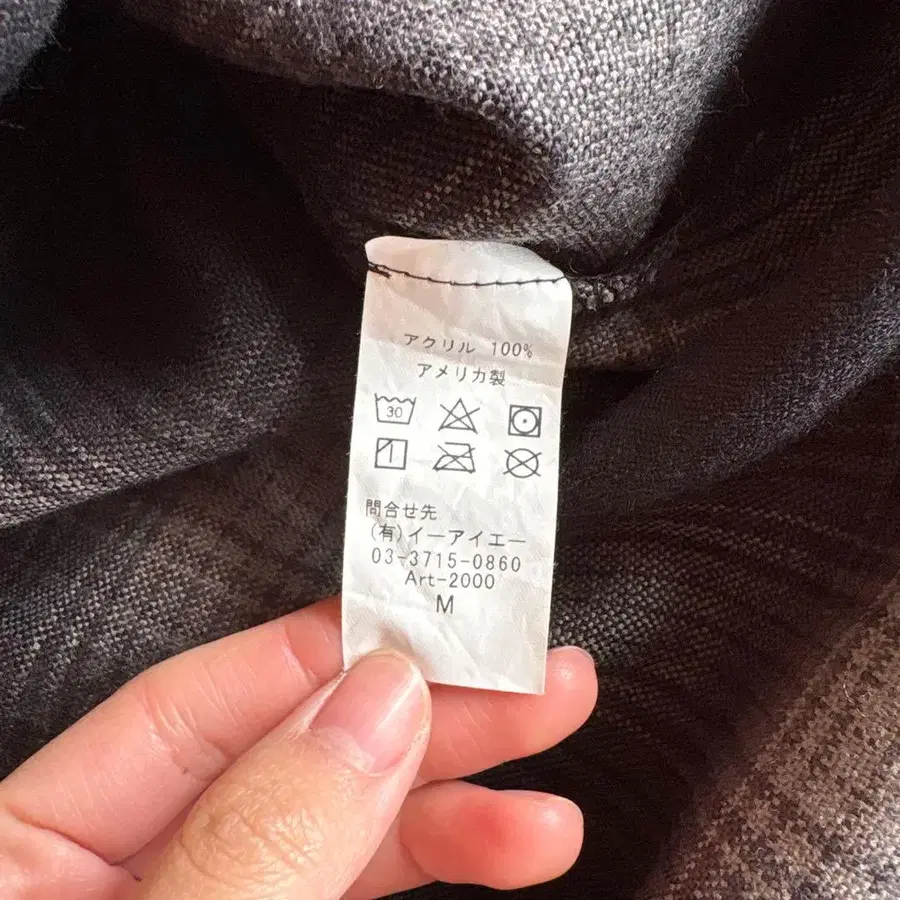 アクリル 100%
アメリカ製
30
問合せ先
(有)イーアイエー
03-3715-0860
Art-2000
M